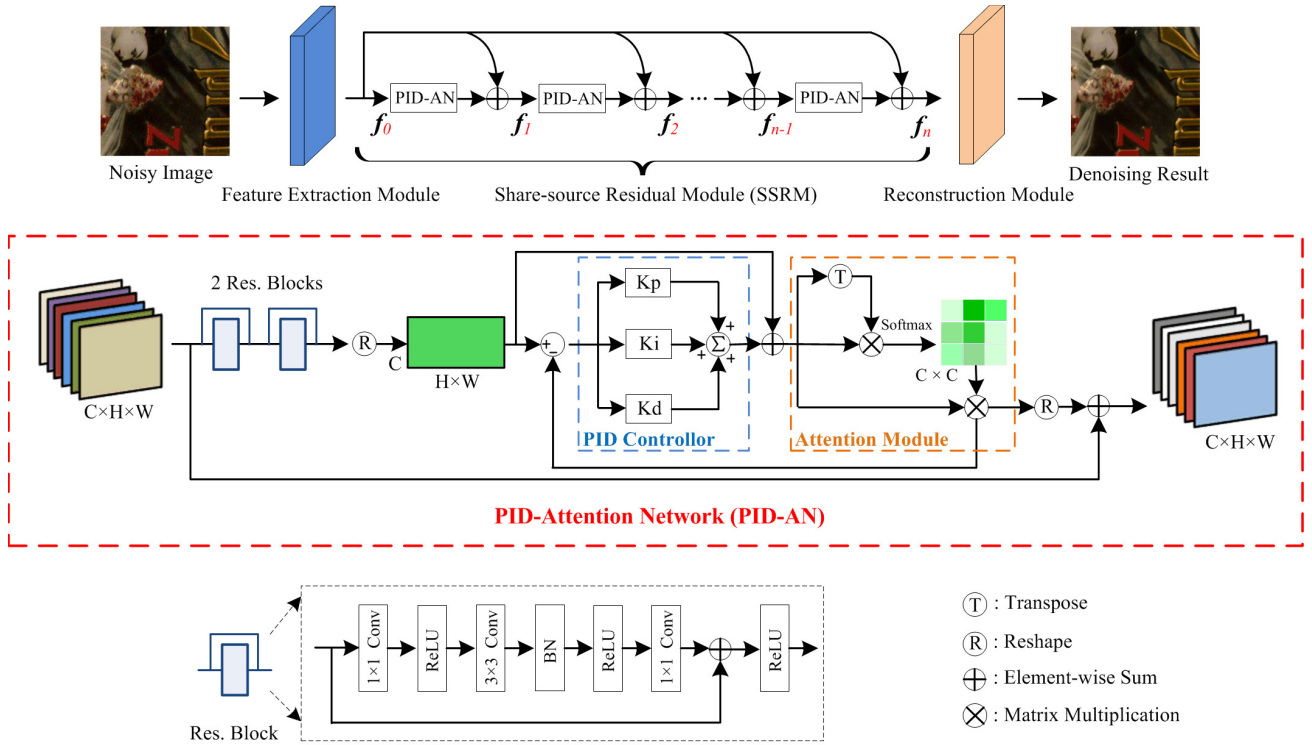 PID-AN PID-AN ... PID-AN
f0 f1 f2 fn-1 fn
Noisy Image
Denoising Result
Feature Extraction Module
Share-source Residual Module (SSRM)
Reconstruction Module
2 Res. Blocks
C×H×W
R
C
H×W
+
−
Kp
Ki
Kd
Σ
+
+
+
PID Controllor
T
Softmax
C × C
Attention Module
R
C×H×W
PID-Attention Network (PID-AN)
Res. Block
1×1 Conv
ReLU
3×3 Conv
BN
ReLU
1×1 Conv
ReLU
T : Transpose
R : Reshape
: Element-wise Sum
: Matrix Multiplication